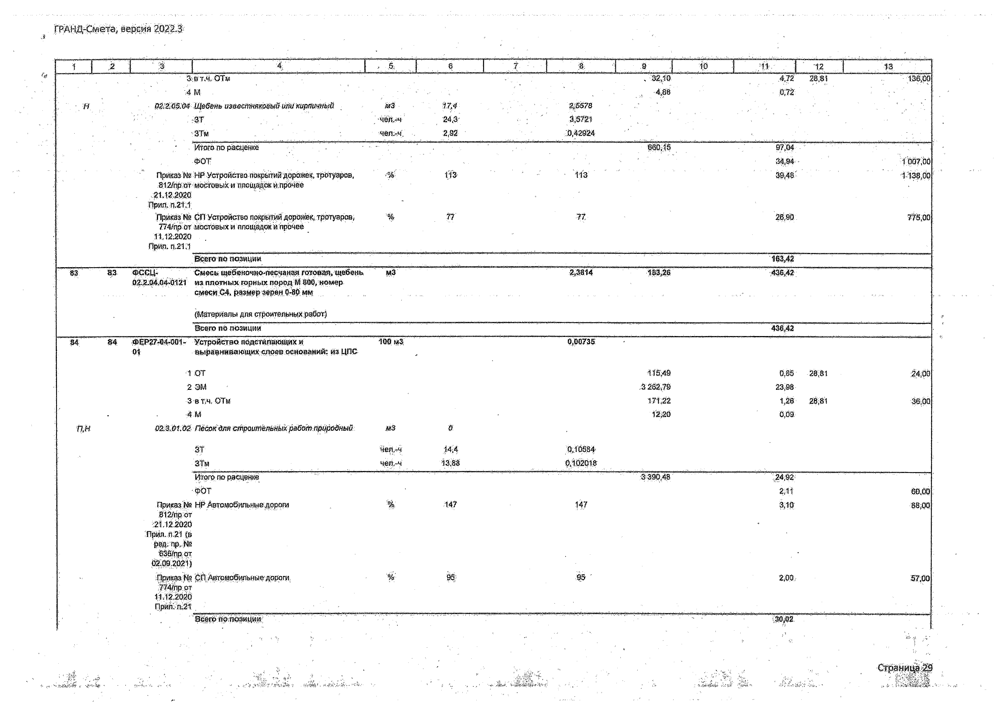 ГРАНД-Смета, версия 2022.3
1 2 3 4 5 6 7 8 9 10 11 12 13
3 в т.ч. ОТм 32,10 4,72 28,81 136,00
4 М 4,88 0,72
Н 02.2.05.04 Щебень известняковый или кирпичный м3 17,4 2,5578
ЗТ чел.-ч 24,3 3,5721
ЗТм чел.-ч 2,92 0,42924
Итого по расценке 660,15 97,04
ФОТ 34,94 1 007,00
Приказ № НР Устройство покрытий дорожек, тротуаров, % 113 113 39,48 1 138,00
812/пр от мостовых и площадок и прочее
21.12.2020
Прил. п.21.1
Приказ № СП Устройство покрытий дорожек, тротуаров, % 77 77 26,90 775,00
774/пр от мостовых и площадок и прочее
11.12.2020
Прил. п.21.1
Всего по позиции 163,42
83 83 ФССЦ- Смесь щебеночно-песчаная готовая, щебень м3 2,3814 183,26 436,42
02.2.04.04-0121 из плотных горных пород М 800, номер
смеси С4, размер зерен 0-80 мм
(Материалы для строительных работ)
Всего по позиции 436,42
84 84 ФЕР27-04-001- Устройство подстилающих и 100 м3 0,00735
01 выравнивающих слоев оснований: из ЦПС
1 ОТ 115,49 0,85 28,81 24,00
2 ЭМ 3 262,79 23,98
3 в т.ч. ОТм 171,22 1,26 28,81 36,00
4 М 12,20 0,09
П,Н 02.3.01.02 Песок для строительных работ природный м3 0
ЗТ чел.-ч 14,4 0,10584
ЗТм чел.-ч 13,88 0,102018
Итого по расценке 3 390,48 24,92
ФОТ 2,11 60,00
Приказ № НР Автомобильные дороги % 147 147 3,10 88,00
812/пр от
21.12.2020
Прил. п.21 (в
ред. пр. №
636/пр от
02.09.2021)
Приказ № СП Автомобильные дороги % 95 95 2,00 57,00
774/пр от
11.12.2020
Прил. п.21
Всего по позиции 30,02
Страница 29